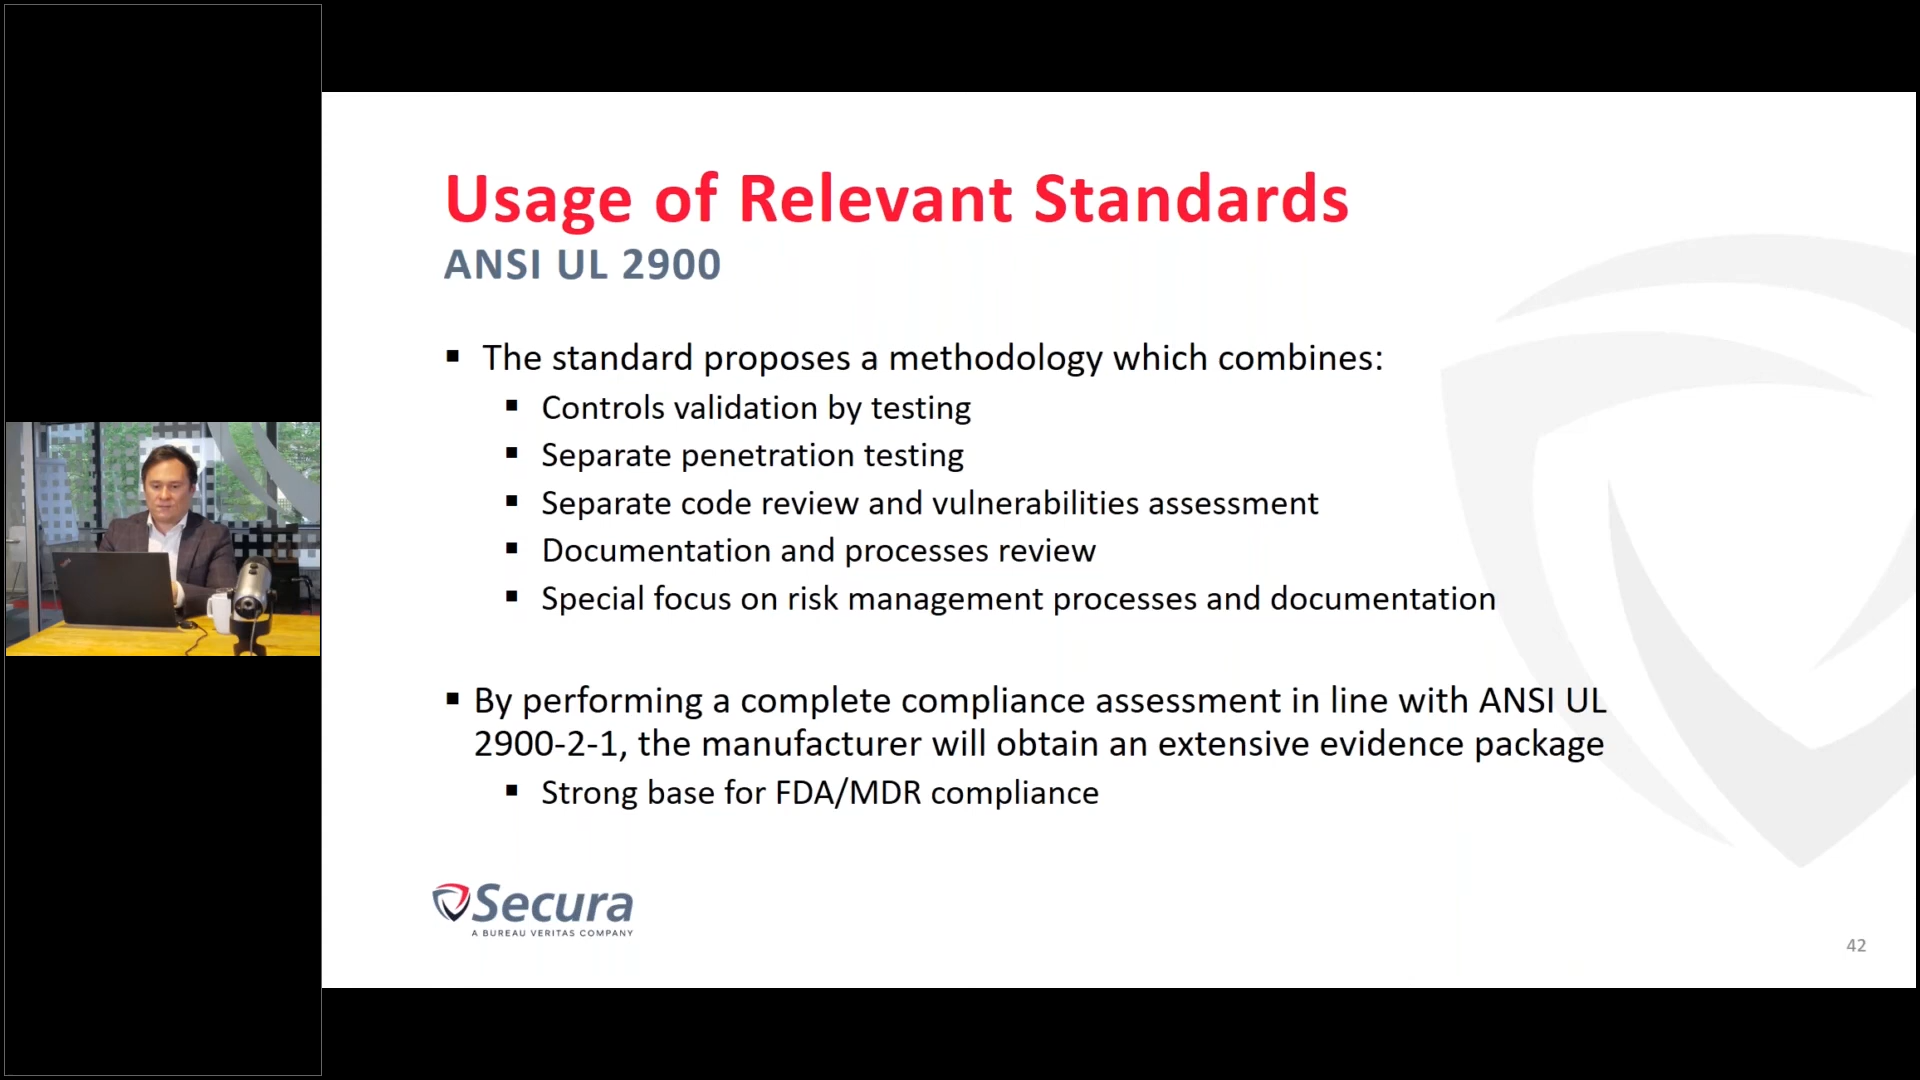 Usage of Relevant Standards
ANSI UL 2900
▪ The standard proposes a methodology which combines:
▪ Controls validation by testing
▪ Separate penetration testing
▪ Separate code review and vulnerabilities assessment
▪ Documentation and processes review
▪ Special focus on risk management processes and documentation
▪ By performing a complete compliance assessment in line with ANSI UL
2900-2-1, the manufacturer will obtain an extensive evidence package
▪ Strong base for FDA/MDR compliance
Secura
A BUREAU VERITAS COMPANY
42